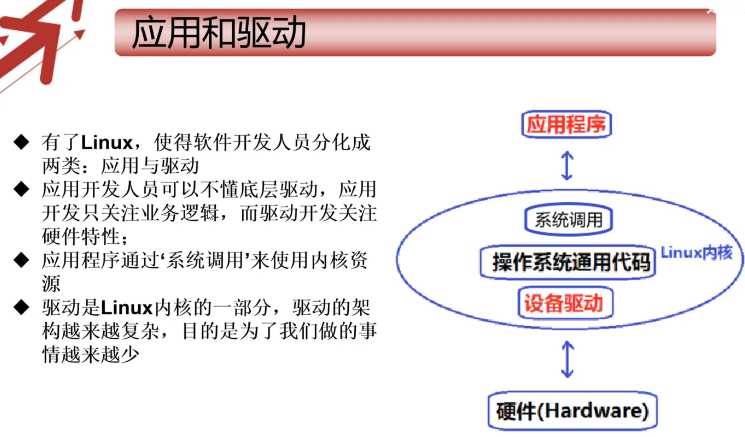 应用和驱动
◆ 有了Linux，使得软件开发人员分化成
两类：应用与驱动
◆ 应用开发人员可以不懂底层驱动，应用
开发只关注业务逻辑，而驱动开发关注
硬件特性；
◆ 应用程序通过‘系统调用’来使用内核资
源
◆ 驱动是Linux内核的一部分，驱动的架
构越来越复杂，目的是为了我们做的事
情越来越少
应用程序
系统调用
操作系统通用代码
Linux内核
设备驱动
硬件(Hardware)